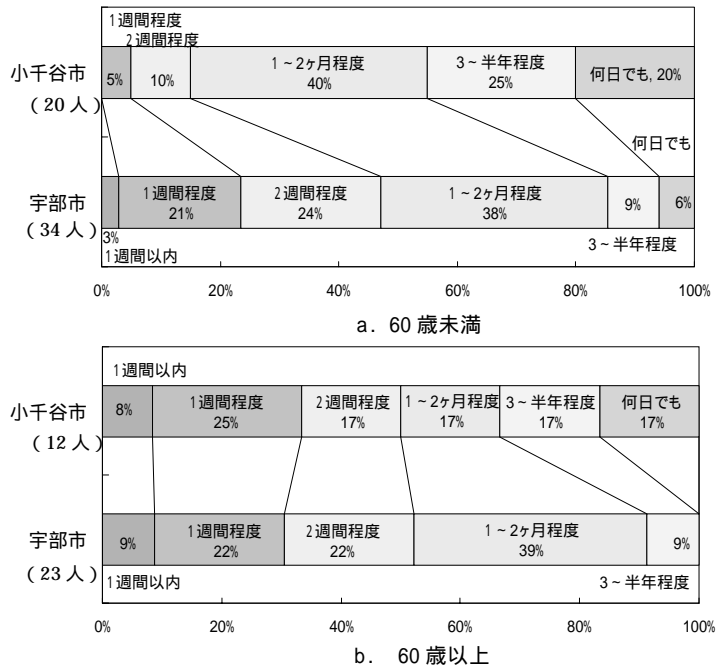 1週間程度
2週間程度
小千谷市
(20人)
5%
10%
1~2ヶ月程度
40%
3~半年程度
25%
何日でも, 20%
何日でも
宇部市
(34人)
3%
1週間以内
1週間程度
21%
2週間程度
24%
1~2ヶ月程度
38%
9%
6%
3~半年程度
0% 20% 40% 60% 80% 100%
a. 60歳未満
1週間以内
小千谷市
(12人)
8%
1週間程度
25%
2週間程度
17%
1~2ヶ月程度
17%
3~半年程度
17%
何日でも
17%
宇部市
(23人)
9%
1週間程度
22%
2週間程度
22%
1~2ヶ月程度
39%
9%
1週間以内
3~半年程度
0% 20% 40% 60% 80% 100%
b. 60歳以上